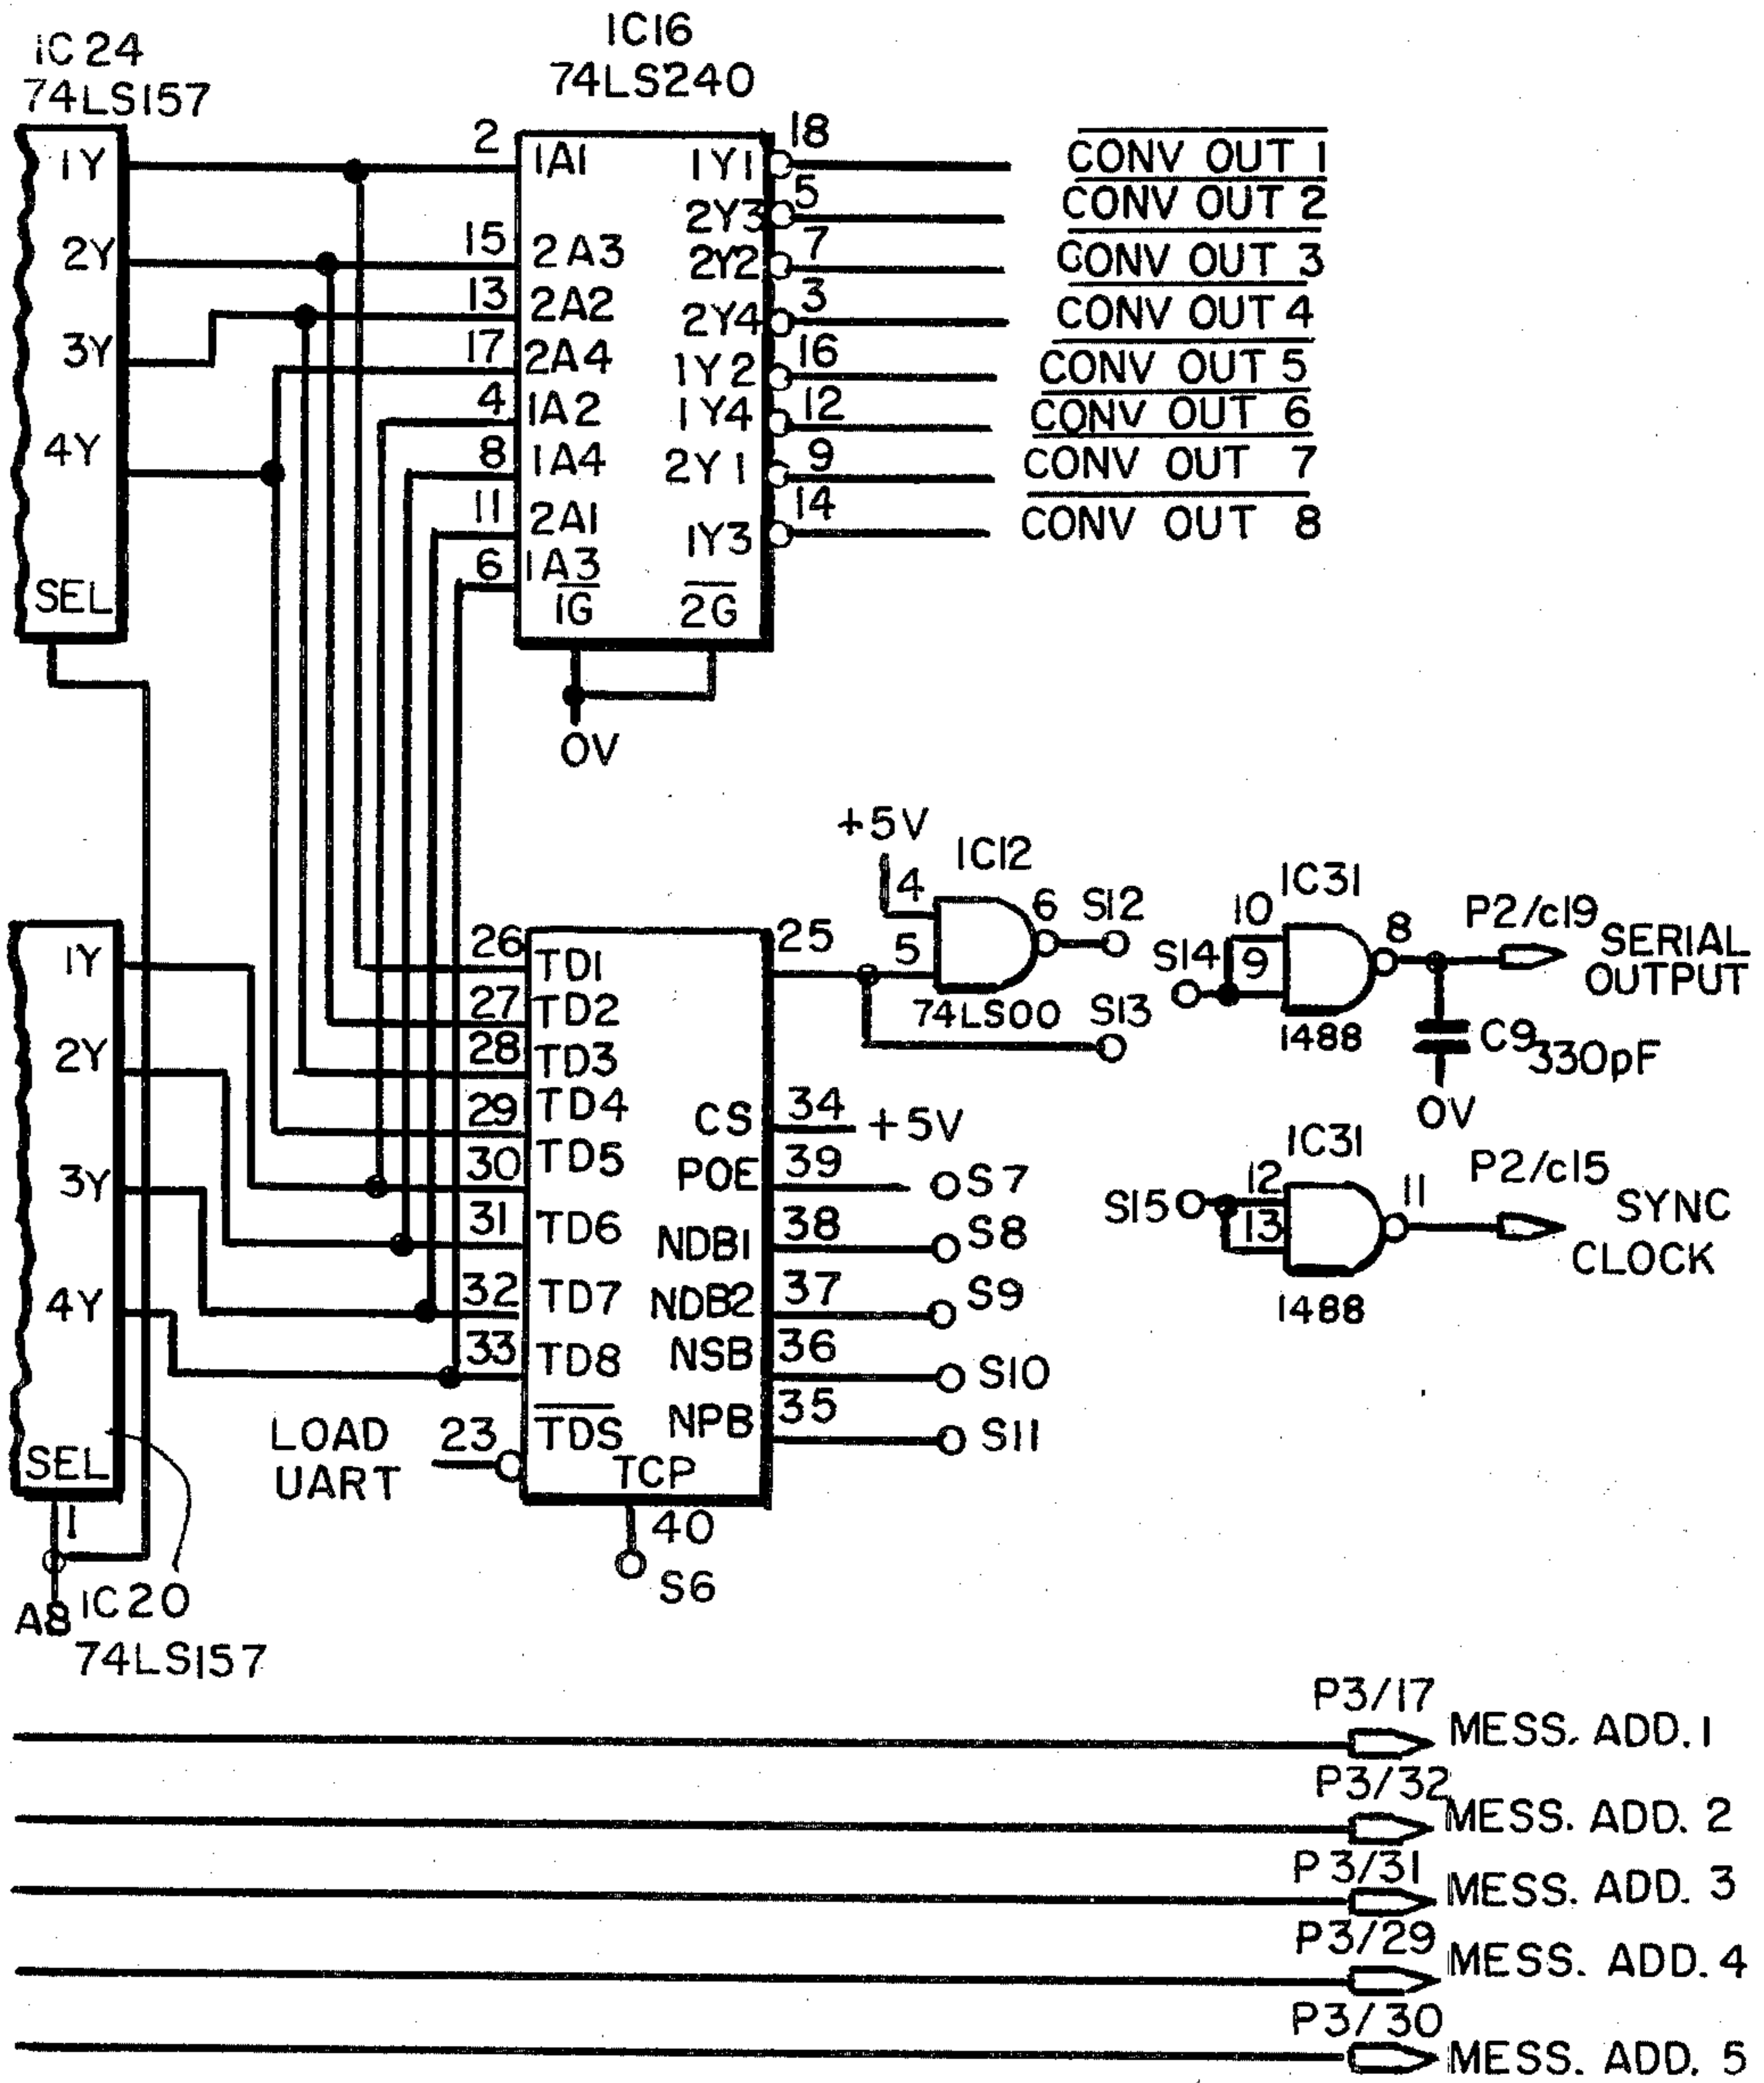 IC24
74LS157
IC16
74LS240
1Y
2Y
3Y
4Y
SEL
2
15
13
17
4
8
11
6
1A1
2A3
2A2
2A4
1A2
1A4
2A1
1A3
1G
2G
1Y1
2Y3
2Y2
2Y4
1Y2
1Y4
2Y1
1Y3
18
5
7
3
16
12
9
14
CONV OUT 1
CONV OUT 2
CONV OUT 3
CONV OUT 4
CONV OUT 5
CONV OUT 6
CONV OUT 7
CONV OUT 8
0V
1Y
2Y
3Y
4Y
SEL
1
A8
IC20
74LS157
26
27
28
29
30
31
32
33
TD1
TD2
TD3
TD4
TD5
TD6
TD7
TD8
LOAD
UART
23
TDS
TCP
40
S6
CS
POE
NDB1
NDB2
NSB
NPB
25
34
+5V
39
S7
38
S8
37
S9
36
S10
35
S11
+5V
IC12
4
5
6
S12
74LS00
S13
IC31
10
9
8
S14
1488
P2/c19
SERIAL
OUTPUT
C9
330pF
0V
IC31
S15
12
13
11
1488
P2/c15
SYNC
CLOCK
P3/17
MESS. ADD. 1
P3/32
MESS. ADD. 2
P3/31
MESS. ADD. 3
P3/29
MESS. ADD. 4
P3/30
MESS. ADD. 5